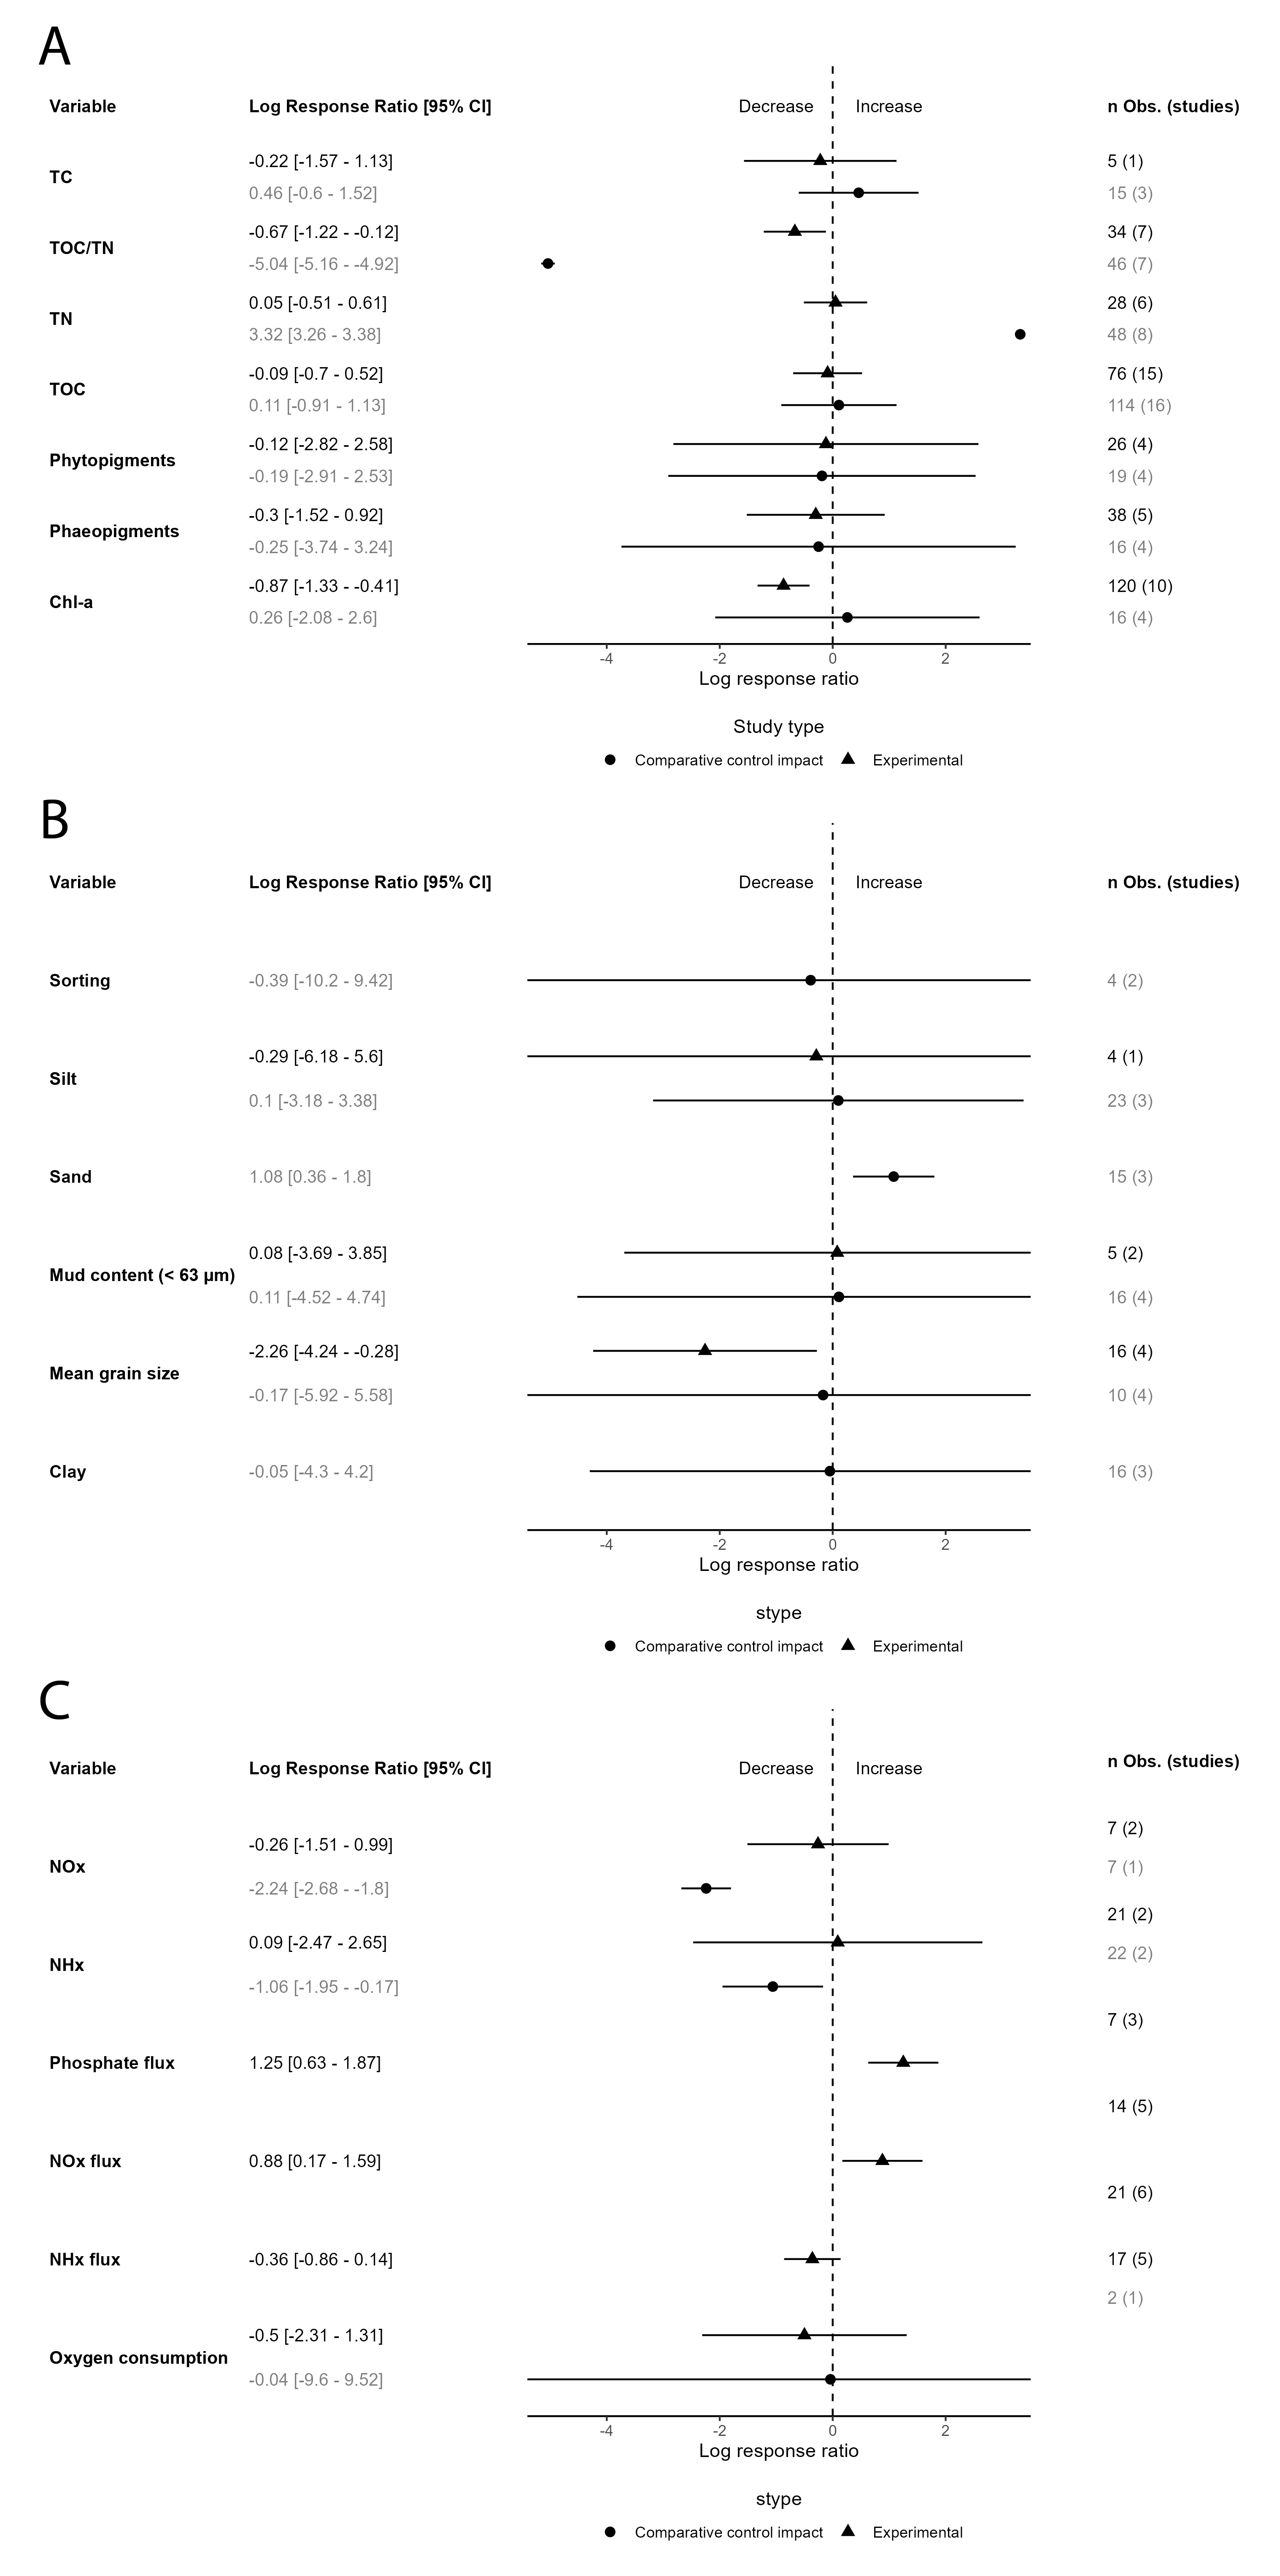 A
Variable Log Response Ratio [95% CI] Decrease Increase n Obs. (studies)
-0.22 [-1.57 - 1.13] 5 (1)
TC
0.46 [-0.6 - 1.52] 15 (3)
-0.67 [-1.22 - -0.12] 34 (7)
TOC/TN
-5.04 [-5.16 - -4.92] 46 (7)
0.05 [-0.51 - 0.61] 28 (6)
TN
3.32 [3.26 - 3.38] 48 (8)
-0.09 [-0.7 - 0.52] 76 (15)
TOC
0.11 [-0.91 - 1.13] 114 (16)
-0.12 [-2.82 - 2.58] 26 (4)
Phytopigments
-0.19 [-2.91 - 2.53] 19 (4)
-0.3 [-1.52 - 0.92] 38 (5)
Phaeopigments
-0.25 [-3.74 - 3.24] 16 (4)
-0.87 [-1.33 - -0.41] 120 (10)
Chl-a
0.26 [-2.08 - 2.6] 16 (4)
-4 -2 0 2
Log response ratio
Study type
Comparative control impact Experimental
B
Variable Log Response Ratio [95% CI] Decrease Increase n Obs. (studies)
Sorting -0.39 [-10.2 - 9.42] 4 (2)
-0.29 [-6.18 - 5.6] 4 (1)
Silt
0.1 [-3.18 - 3.38] 23 (3)
Sand 1.08 [0.36 - 1.8] 15 (3)
0.08 [-3.69 - 3.85] 5 (2)
Mud content (< 63 µm)
0.11 [-4.52 - 4.74] 16 (4)
-2.26 [-4.24 - -0.28] 16 (4)
Mean grain size
-0.17 [-5.92 - 5.58] 10 (4)
Clay -0.05 [-4.3 - 4.2] 16 (3)
-4 -2 0 2
Log response ratio
stype
Comparative control impact Experimental
C
Variable Log Response Ratio [95% CI] Decrease Increase n Obs. (studies)
7 (2)
-0.26 [-1.51 - 0.99]
NOx 7 (1)
-2.24 [-2.68 - -1.8]
21 (2)
0.09 [-2.47 - 2.65]
22 (2)
NHx
-1.06 [-1.95 - -0.17]
7 (3)
Phosphate flux 1.25 [0.63 - 1.87]
14 (5)
NOx flux 0.88 [0.17 - 1.59]
21 (6)
NHx flux -0.36 [-0.86 - 0.14] 17 (5)
2 (1)
-0.5 [-2.31 - 1.31]
Oxygen consumption
-0.04 [-9.6 - 9.52]
-4 -2 0 2
Log response ratio
stype
Comparative control impact Experimental